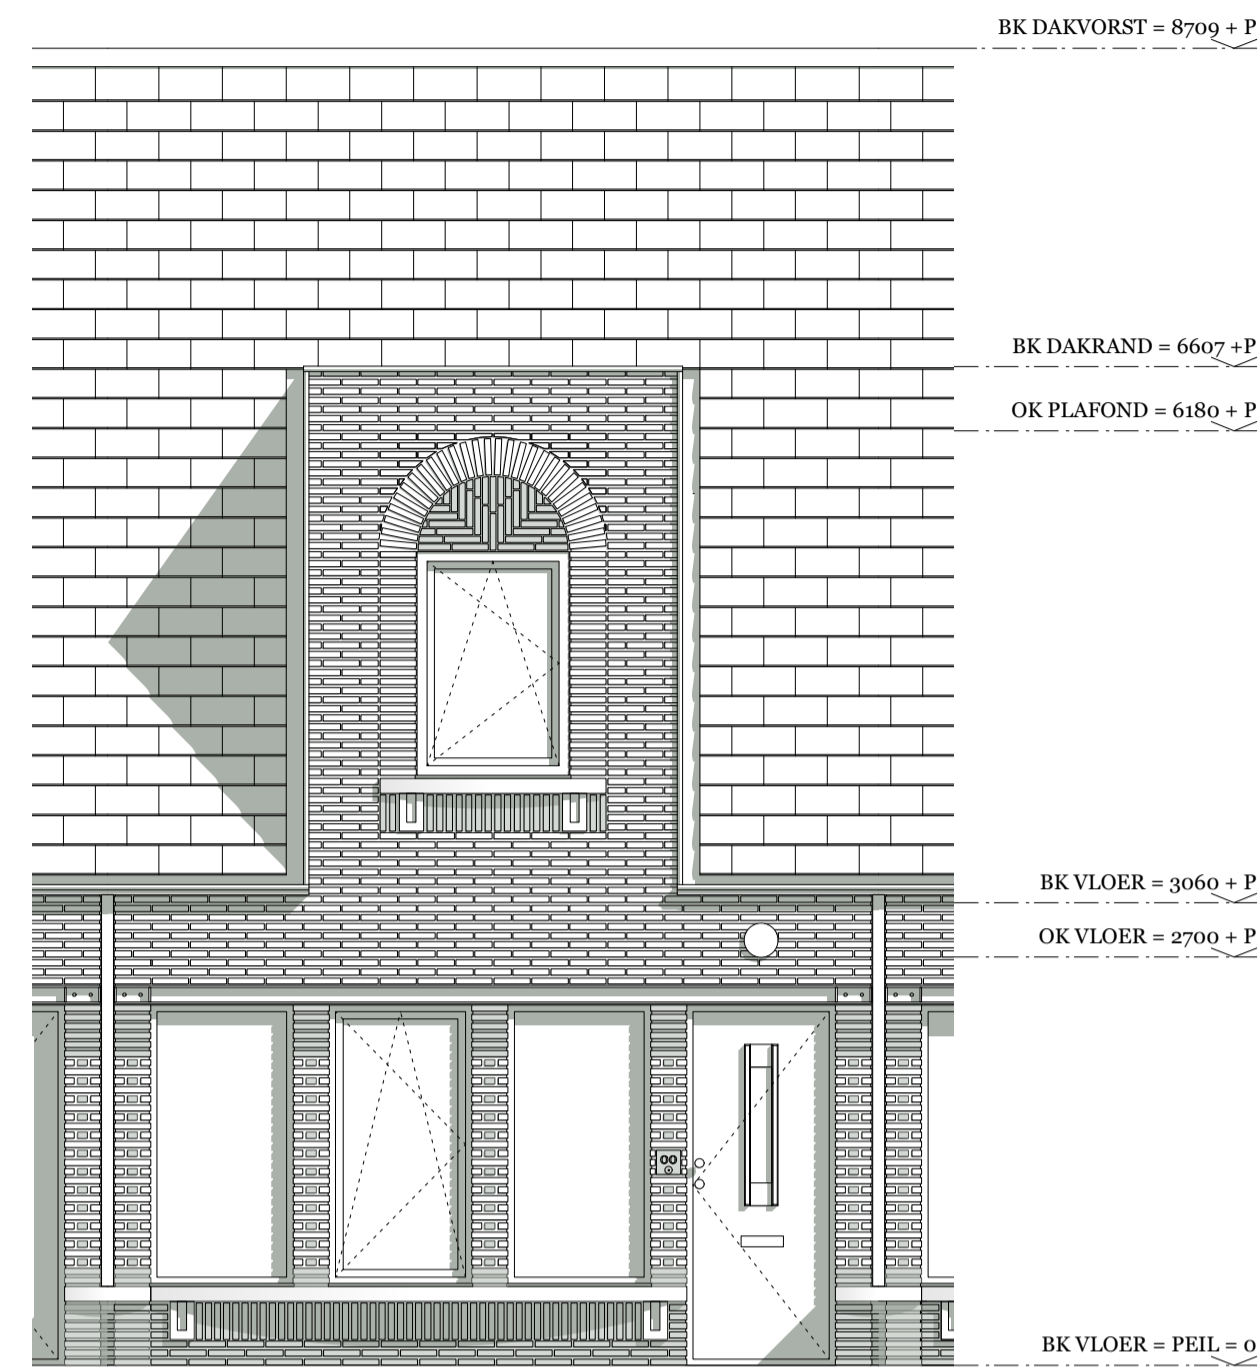 BK DAKVORST = 8709 + P
BK DAKRAND = 6607 +P
OK PLAFOND = 6180 + P
BK VLOER = 3060 + P
OK VLOER = 2700 + P
BK VLOER = PEIL = 0